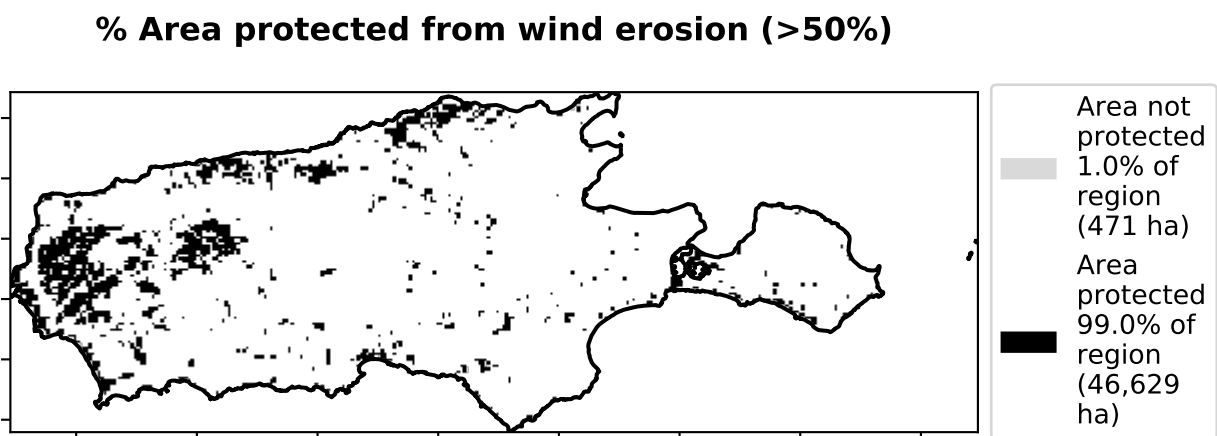 % Area protected from wind erosion (>50%)
Area not
protected
1.0% of
region
(471 ha)
Area
protected
99.0% of
region
(46,629
ha)